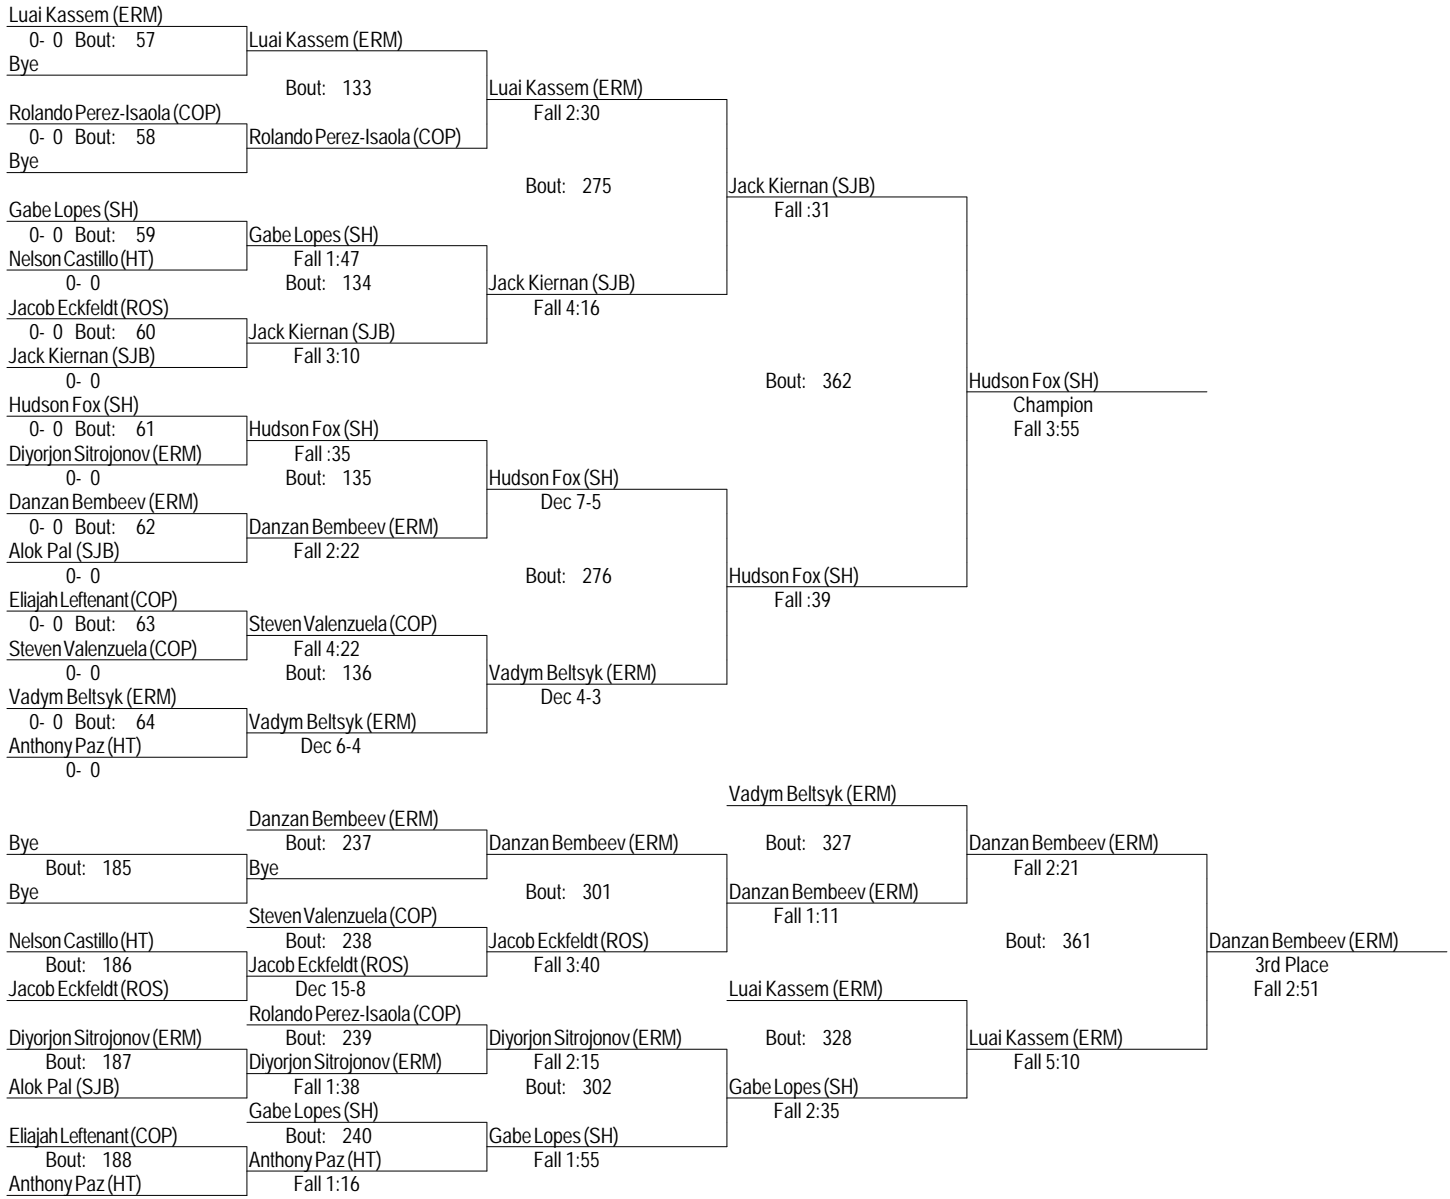 Luai Kassem (ERM)
0- 0 Bout: 57
Luai Kassem (ERM)
Bye
Bout: 133
Luai Kassem (ERM)
Rolando Perez-Isaola (COP)
Fall 2:30
0- 0 Bout: 58
Rolando Perez-Isaola (COP)
Bye
Bout: 275
Jack Kiernan (SJB)
Gabe Lopes (SH)
Fall :31
0- 0 Bout: 59
Gabe Lopes (SH)
Nelson Castillo (HT)
Fall 1:47
0- 0
Bout: 134
Jack Kiernan (SJB)
Jacob Eckfeldt (ROS)
Fall 4:16
0- 0 Bout: 60
Jack Kiernan (SJB)
Jack Kiernan (SJB)
Fall 3:10
0- 0
Bout: 362
Hudson Fox (SH)
Hudson Fox (SH)
Champion
0- 0 Bout: 61
Hudson Fox (SH)
Fall 3:55
Diyorjon Sitrojonov (ERM)
Fall :35
0- 0
Bout: 135
Hudson Fox (SH)
Danzan Bembeev (ERM)
Dec 7-5
0- 0 Bout: 62
Danzan Bembeev (ERM)
Alok Pal (SJB)
Fall 2:22
0- 0
Bout: 276
Hudson Fox (SH)
Eliajah Leftenant (COP)
Fall :39
0- 0 Bout: 63
Steven Valenzuela (COP)
Steven Valenzuela (COP)
Fall 4:22
0- 0
Bout: 136
Vadym Beltsyk (ERM)
Vadym Beltsyk (ERM)
Dec 4-3
0- 0 Bout: 64
Vadym Beltsyk (ERM)
Anthony Paz (HT)
Dec 6-4
0- 0
Vadym Beltsyk (ERM)
Danzan Bembeev (ERM)
Bye
Bout: 237
Danzan Bembeev (ERM)
Bout: 327
Danzan Bembeev (ERM)
Bout: 185
Bye
Fall 2:21
Bye
Bout: 301
Danzan Bembeev (ERM)
Steven Valenzuela (COP)
Fall 1:11
Nelson Castillo (HT)
Bout: 238
Jacob Eckfeldt (ROS)
Bout: 361
Danzan Bembeev (ERM)
Bout: 186
Jacob Eckfeldt (ROS)
Fall 3:40
3rd Place
Jacob Eckfeldt (ROS)
Dec 15-8
Luai Kassem (ERM)
Fall 2:51
Rolando Perez-Isaola (COP)
Diyorjon Sitrojonov (ERM)
Bout: 239
Diyorjon Sitrojonov (ERM)
Bout: 328
Luai Kassem (ERM)
Bout: 187
Diyorjon Sitrojonov (ERM)
Fall 2:15
Fall 5:10
Alok Pal (SJB)
Fall 1:38
Bout: 302
Gabe Lopes (SH)
Gabe Lopes (SH)
Fall 2:35
Eliajah Leftenant (COP)
Bout: 240
Gabe Lopes (SH)
Bout: 188
Anthony Paz (HT)
Fall 1:55
Anthony Paz (HT)
Fall 1:16